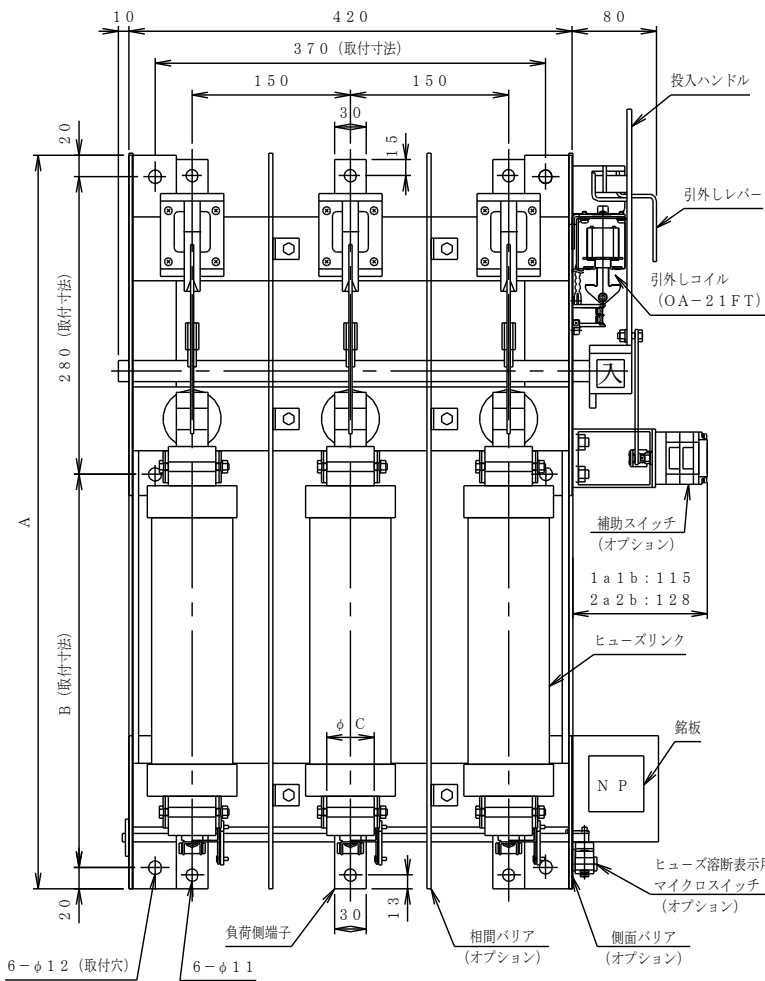 10
420
80
370（取付寸法）
150
150
30
15
20
投入ハンドル
引外しレバー
引外しコイル
（OA－21FT）
280（取付寸法）
入
A
補助スイッチ
（オプション）
1a1b：115
2a2b：128
ヒューズリンク
B（取付寸法）
φC
銘板
NP
ヒューズ溶断表示用
マイクロスイッチ
（オプション）
20
30
13
負荷側端子
相間バリア
（オプション）
側面バリア
（オプション）
6－φ12（取付穴）
6－φ11